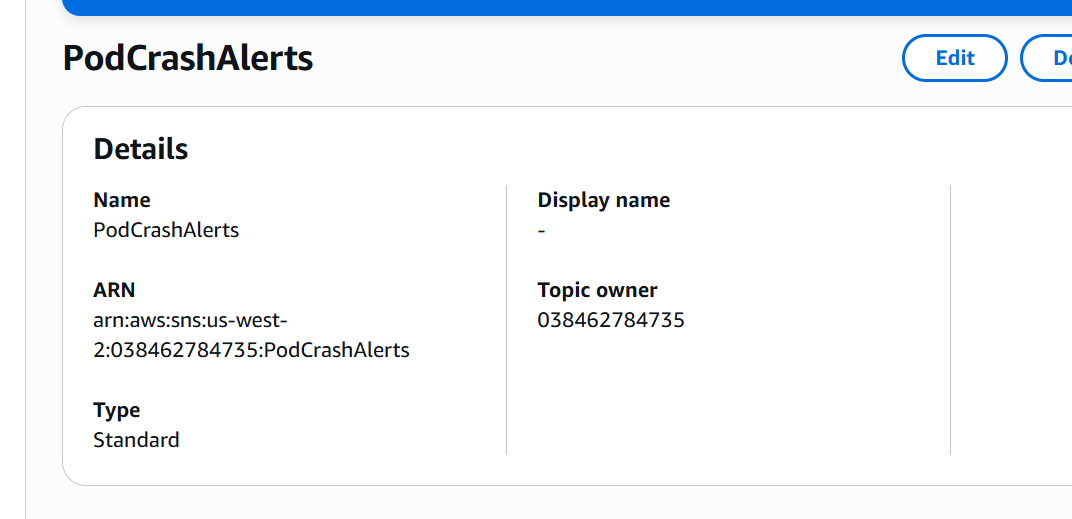 PodCrashAlerts
Edit
Details
Name
PodCrashAlerts
ARN
arn:aws:sns:us-west-
2:038462784735:PodCrashAlerts
Type
Standard
Display name
-
Topic owner
038462784735